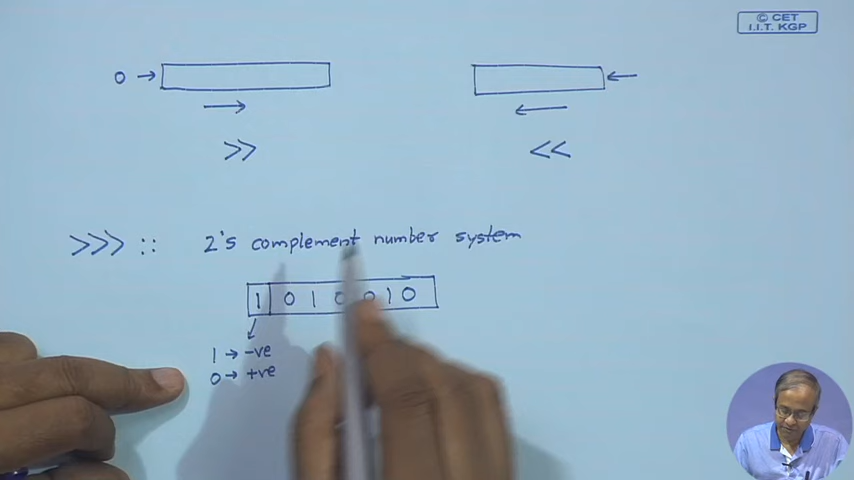 © CET
I.I.T. KGP
0 →
>>
<<
>>> :: 2's complement number system
1 0 1 0 0 1 0
1 → -ve
0 → +ve